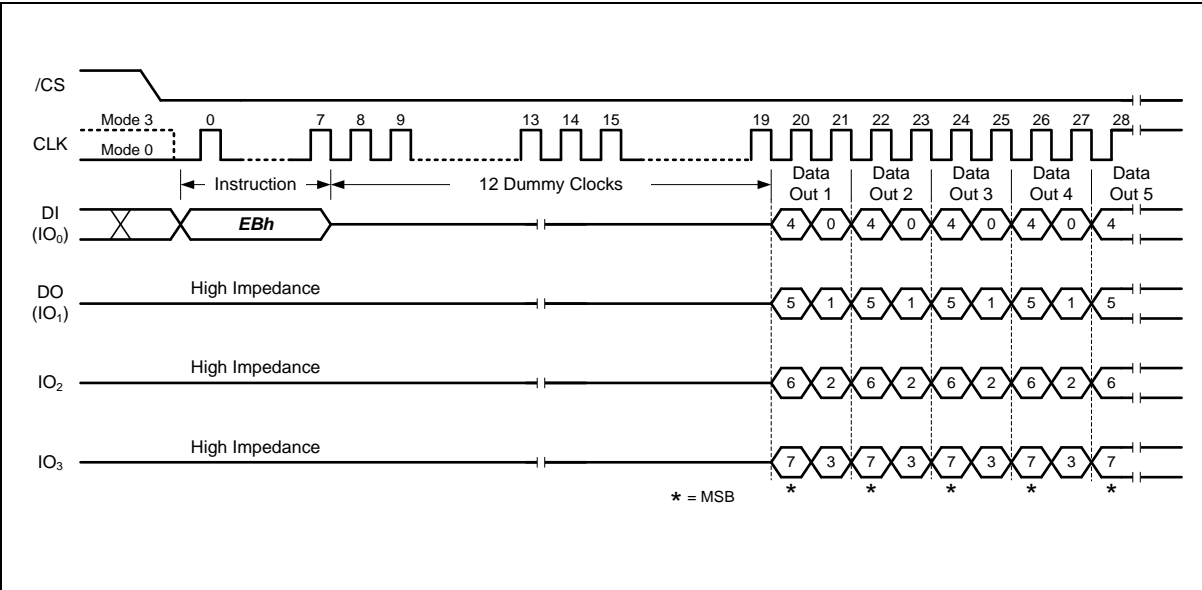 /CS
Mode 3
Mode 0
CLK
0 7 8 9 13 14 15 19 20 21 22 23 24 25 26 27 28
Instruction
12 Dummy Clocks
Data Out 1
Data Out 2
Data Out 3
Data Out 4
Data Out 5
DI
(IO0)
EBh
4 0 4 0 4 0 4 0 4
DO
(IO1)
High Impedance
5 1 5 1 5 1 5 1 5
IO2
High Impedance
6 2 6 2 6 2 6 2 6
IO3
High Impedance
7 3 7 3 7 3 7 3 7
* * * * *
* = MSB